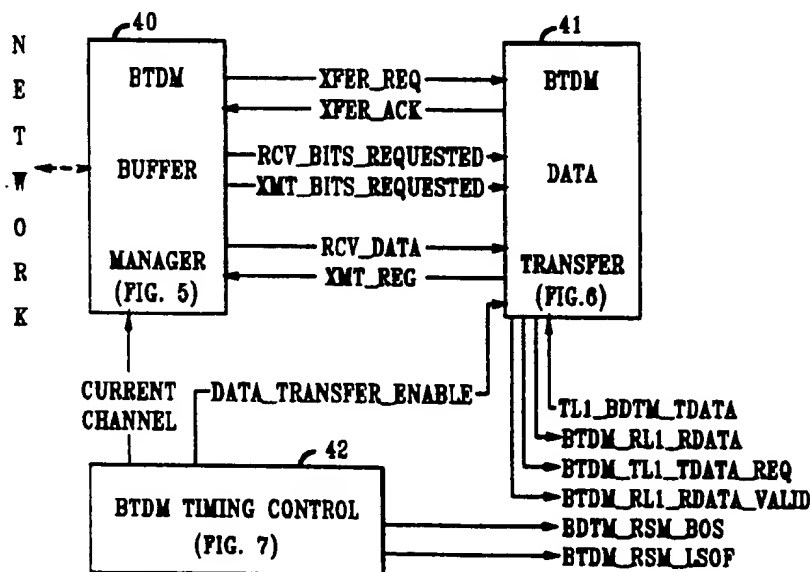 NETWORK
40
BTDM
BUFFER
MANAGER
(FIG. 5)
XFER_REQ
XFER_ACK
RCV_BITS_REQUESTED
XMT_BITS_REQUESTED
RCV_DATA
XMT_REG
41
BTDM
DATA
TRANSFER
(FIG.6)
CURRENT
CHANNEL
DATA_TRANSFER_ENABLE
TL1_BDTM_TDATA
BTDM_RL1_RDATA
BTDM_TL1_TDATA_REQ
BTDM_RL1_RDATA_VALID
42
BTDM TIMING CONTROL
(FIG. 7)
BDTM_RSM_BOS
BTDM_RSM_LSOF